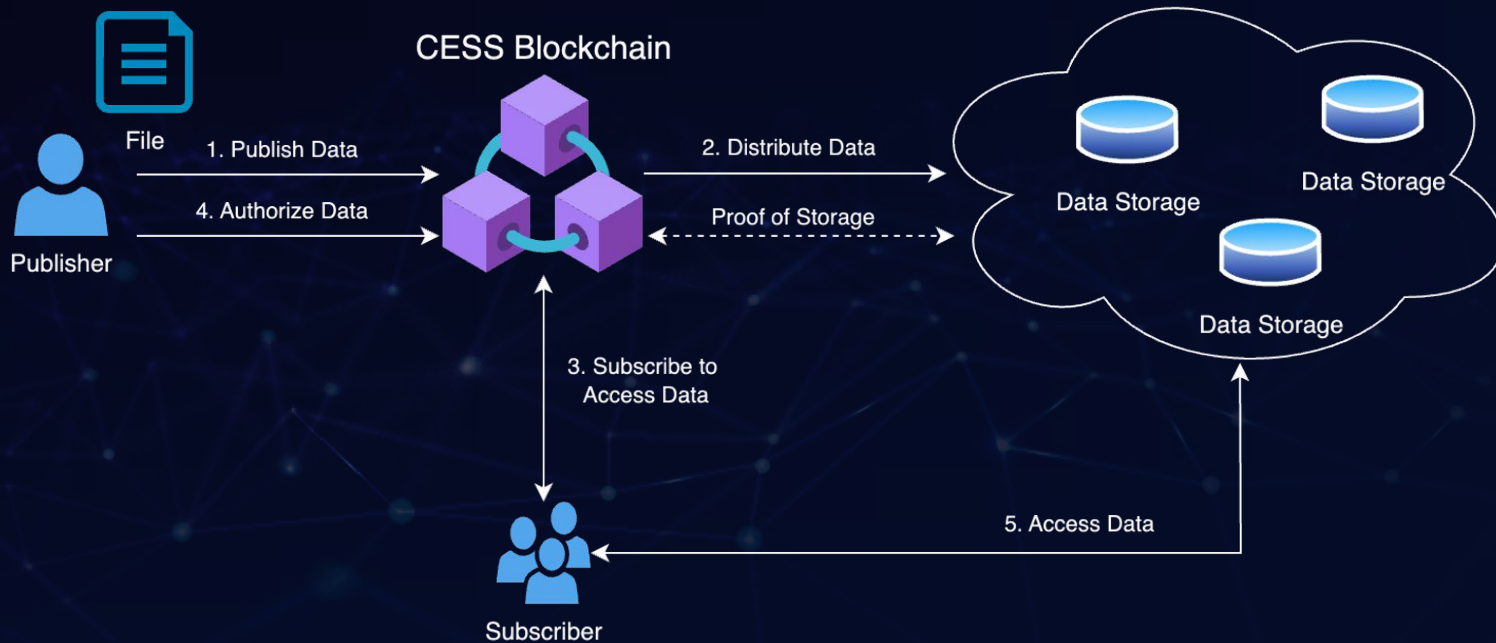 CESS Blockchain
File
1. Publish Data
2. Distribute Data
Data Storage
Data Storage
4. Authorize Data
Proof of Storage
Publisher
Data Storage
3. Subscribe to
Access Data
5. Access Data
Subscriber